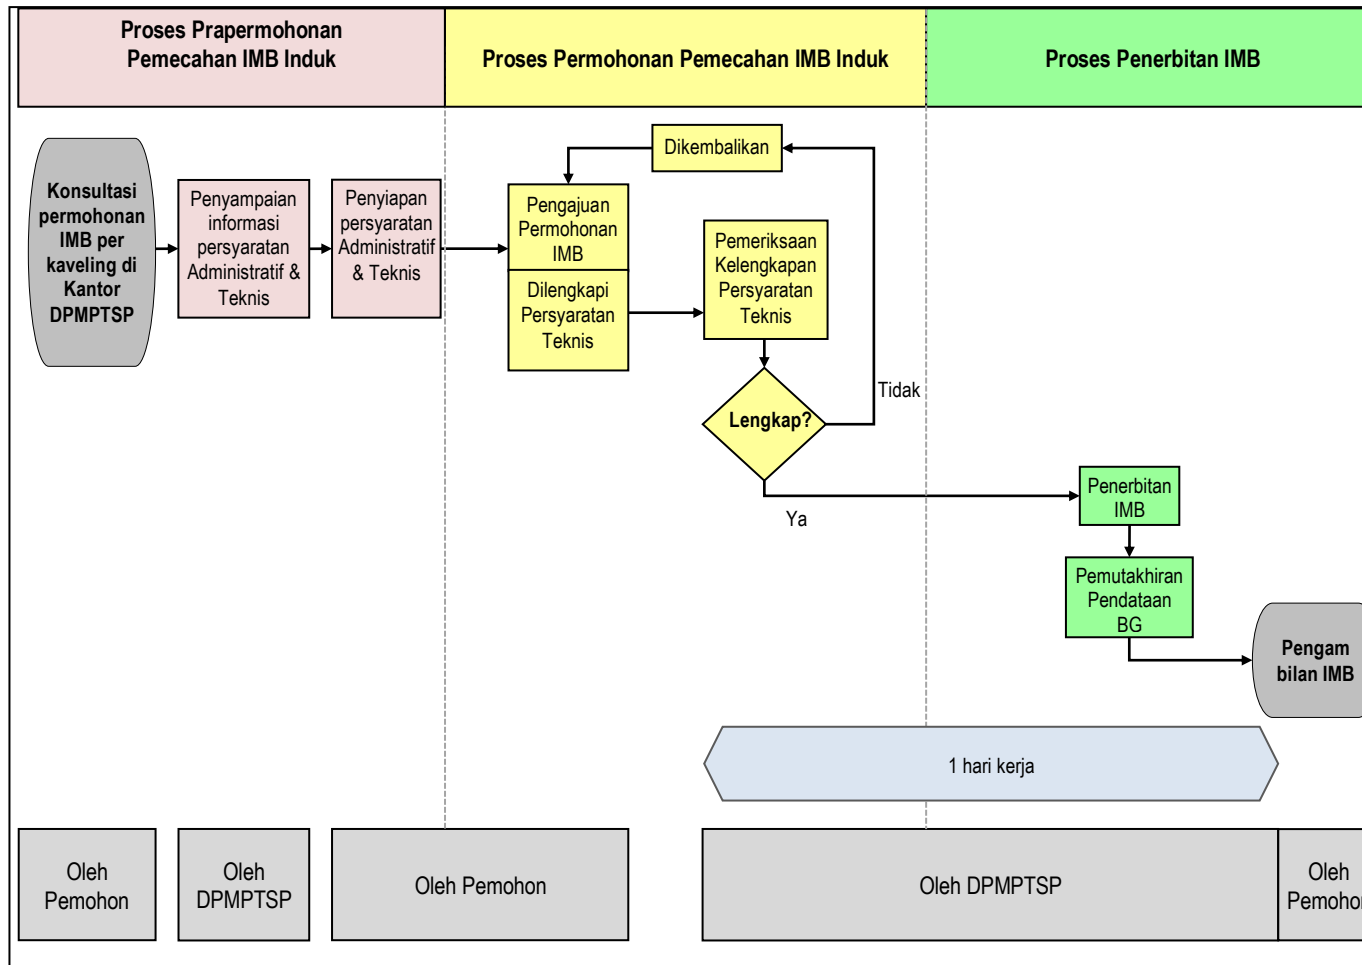 Proses Prapermohonan
Pemecahan IMB Induk
Proses Permohonan Pemecahan IMB Induk
Proses Penerbitan IMB
Konsultasi
permohonan
IMB per
kaveling di
Kantor
DPMPTSP
Penyampaian
informasi
persyaratan
Administratif &
Teknis
Penyiapan
persyaratan
Administratif
& Teknis
Dikembalikan
Pengajuan
Permohonan
IMB
Dilengkapi
Persyaratan
Teknis
Pemeriksaan
Kelengkapan
Persyaratan
Teknis
Lengkap?
Tidak
Ya
Penerbitan
IMB
Pemutakhiran
Pendataan
BG
Pengam
bilan IMB
1 hari kerja
Oleh
Pemohon
Oleh
DPMPTSP
Oleh Pemohon
Oleh DPMPTSP
Oleh
Pemohon